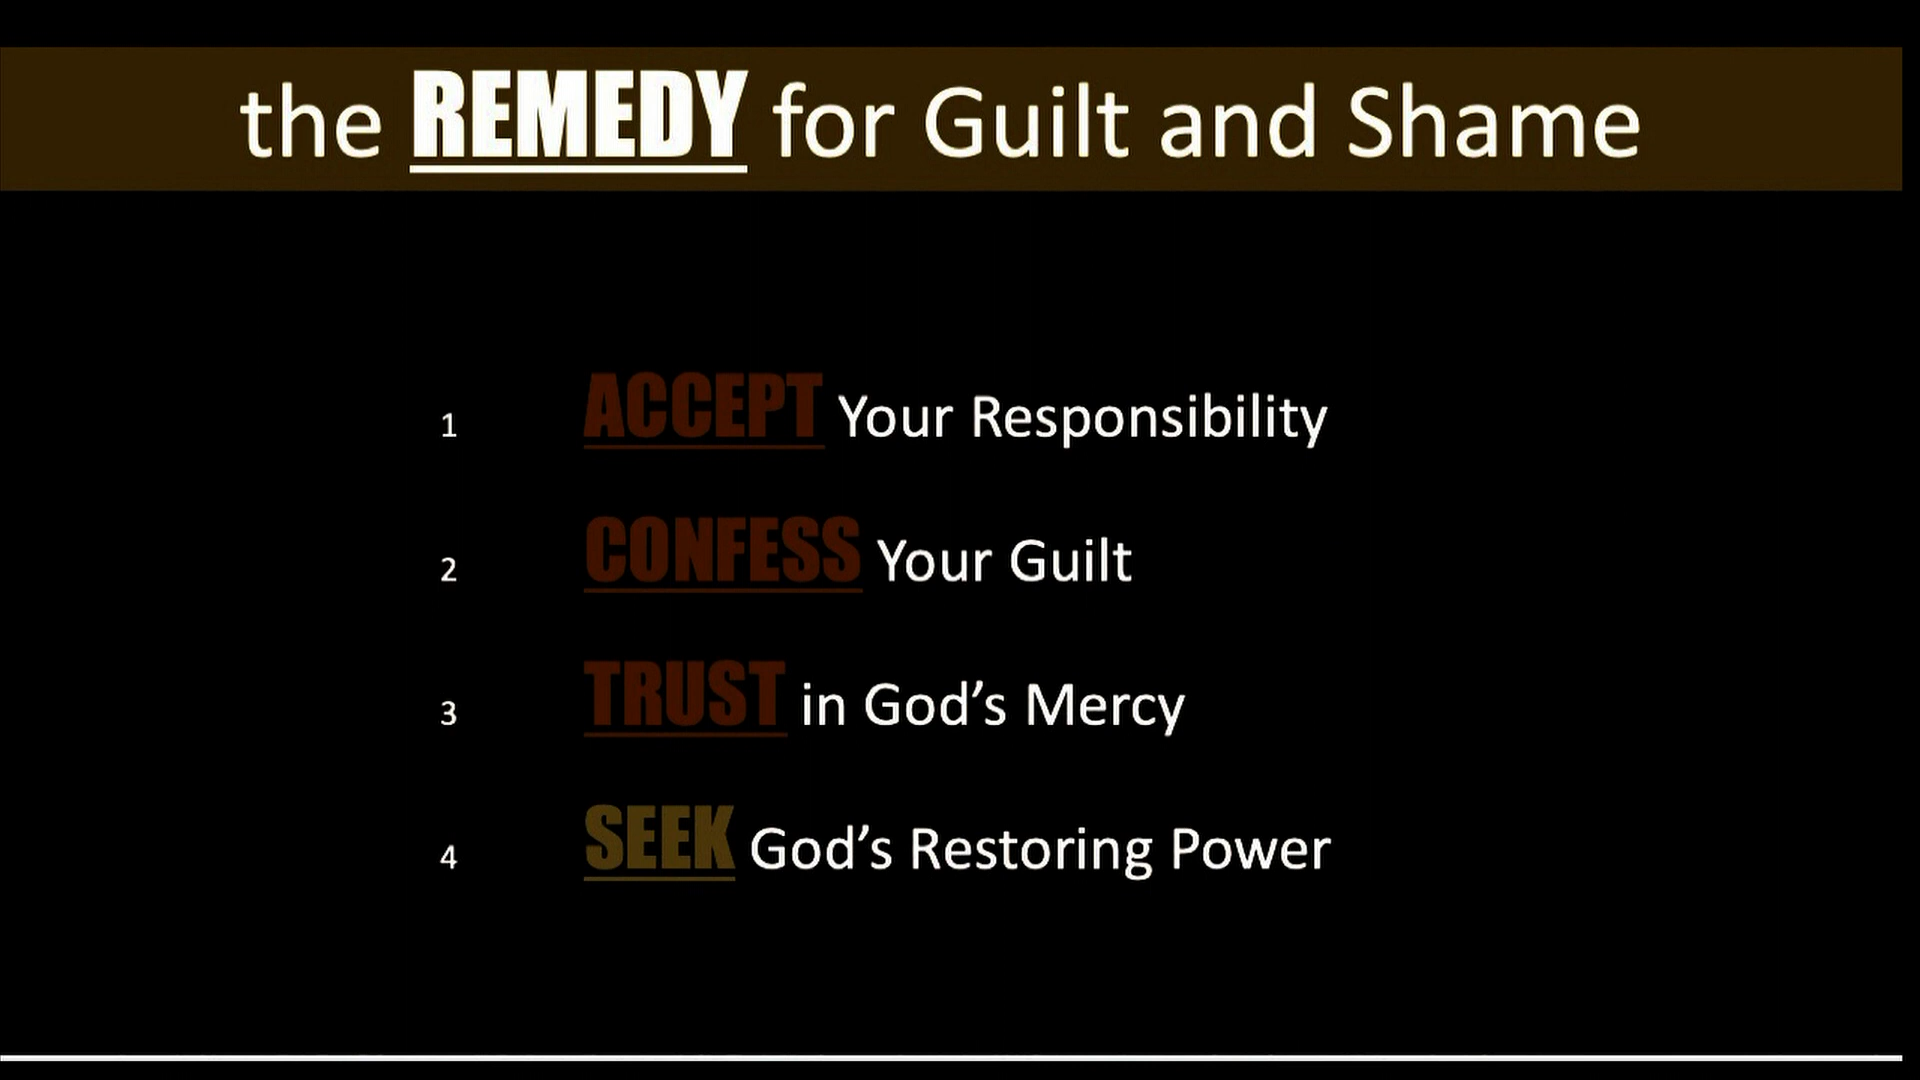 the REMEDY for Guilt and Shame
1 ACCEPT Your Responsibility
2 CONFESS Your Guilt
3 TRUST in God’s Mercy
4 SEEK God’s Restoring Power